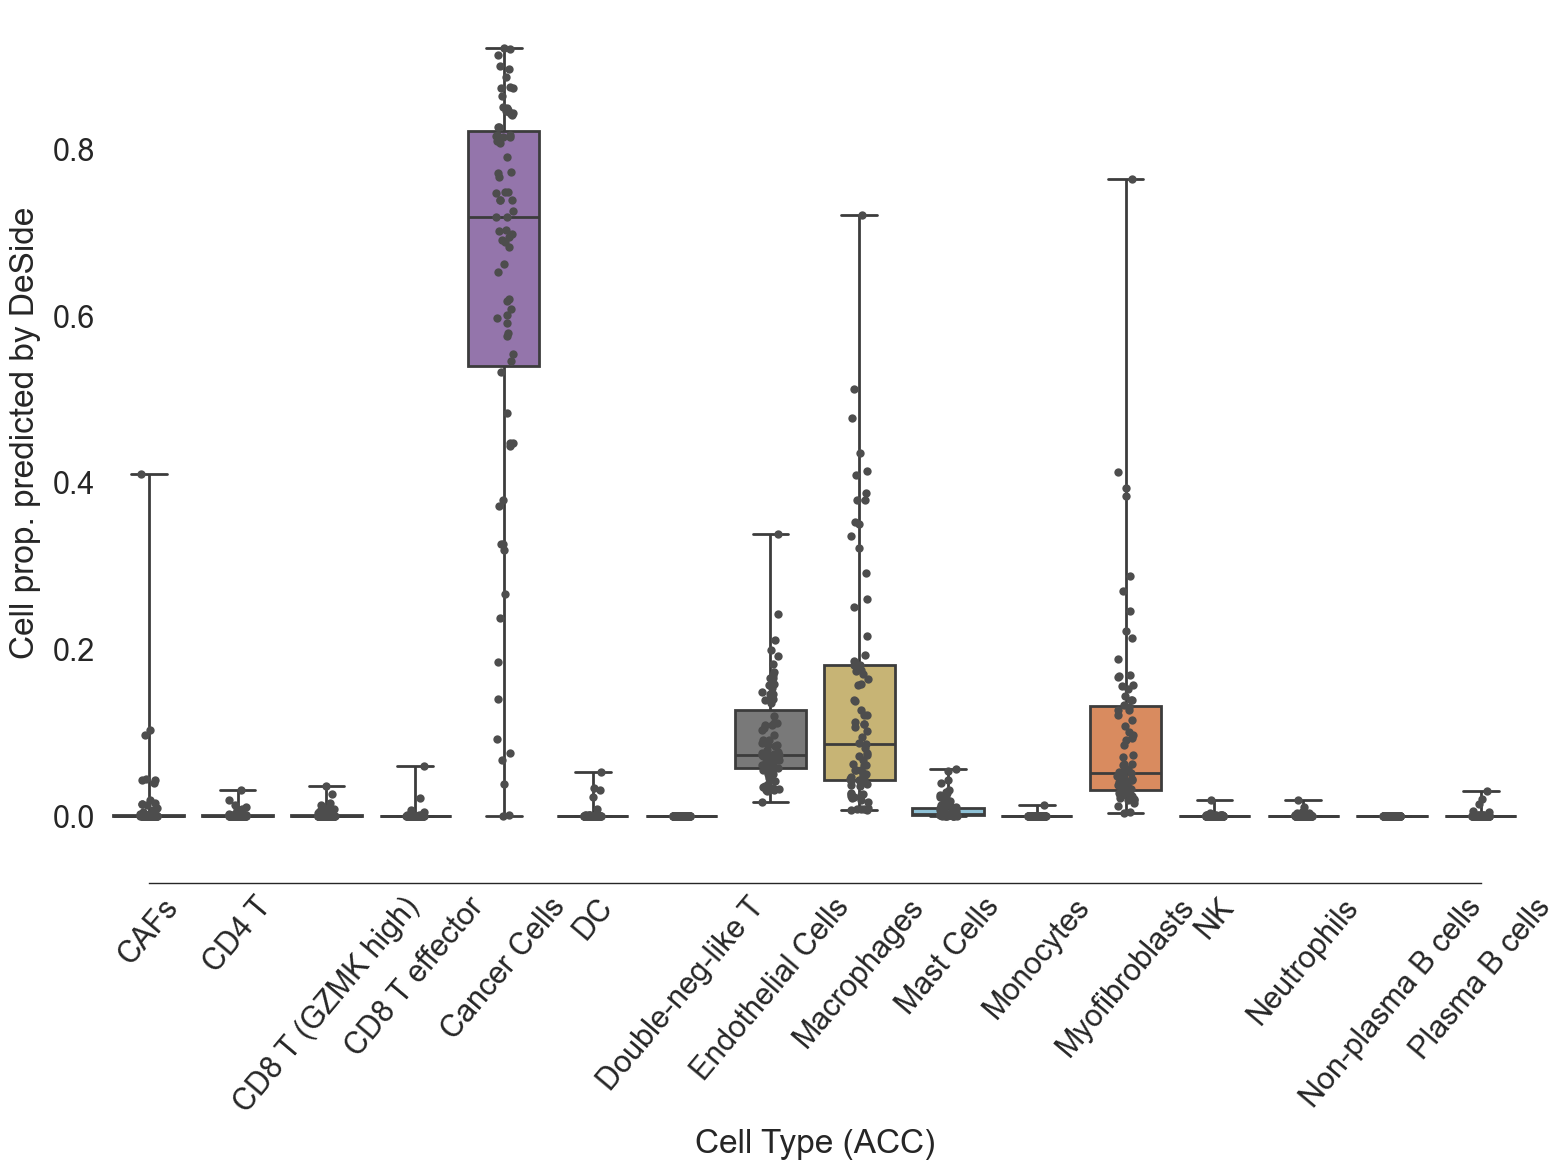 Cell prop. predicted by DeSide
0.8
0.6
0.4
0.2
0.0
CAFs
CD4 T
CD8 T (GZMK high)
CD8 T effector
Cancer Cells
DC
Double-neg-like T
Endothelial Cells
Macrophages
Mast Cells
Monocytes
Myofibroblasts
NK
Neutrophils
Non-plasma B cells
Plasma B cells
Cell Type (ACC)